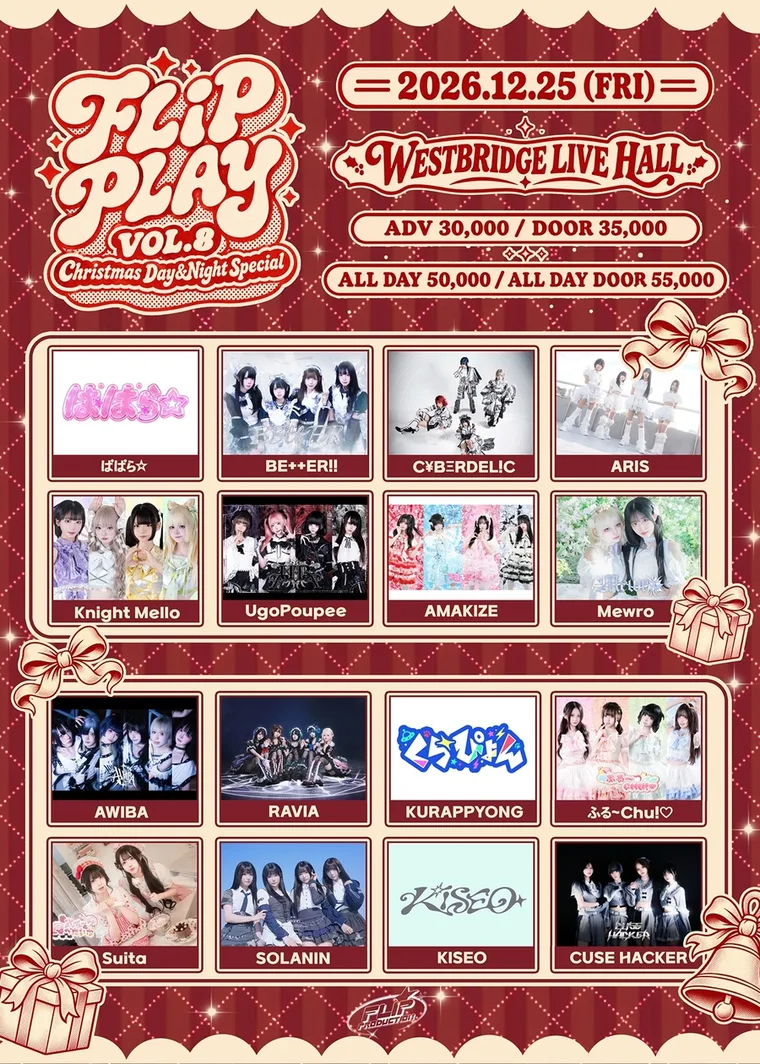 FLiP
PLAY
VOL.8
Christmas Day&Night Special
2026.12.25 (FRI)
WESTBRIDGE LIVE HALL
ADV 30,000 / DOOR 35,000
ALL DAY 50,000 / ALL DAY DOOR 55,000
ぱぱら☆
ぱぱら☆
BE++ER!!
C¥BΞRDEL!C
ARIS
Knight Mello
UgoPoupee
AMAKIZE
Mewro
AWIBA
RAVIA
くらっぴょん
KURAPPYONG
ふる~Chu!♡
Suita
SOLANIN
KiSEO
KISEO
CUSE
HACKER
CUSE HACKER
FLIP
PRODUCTION